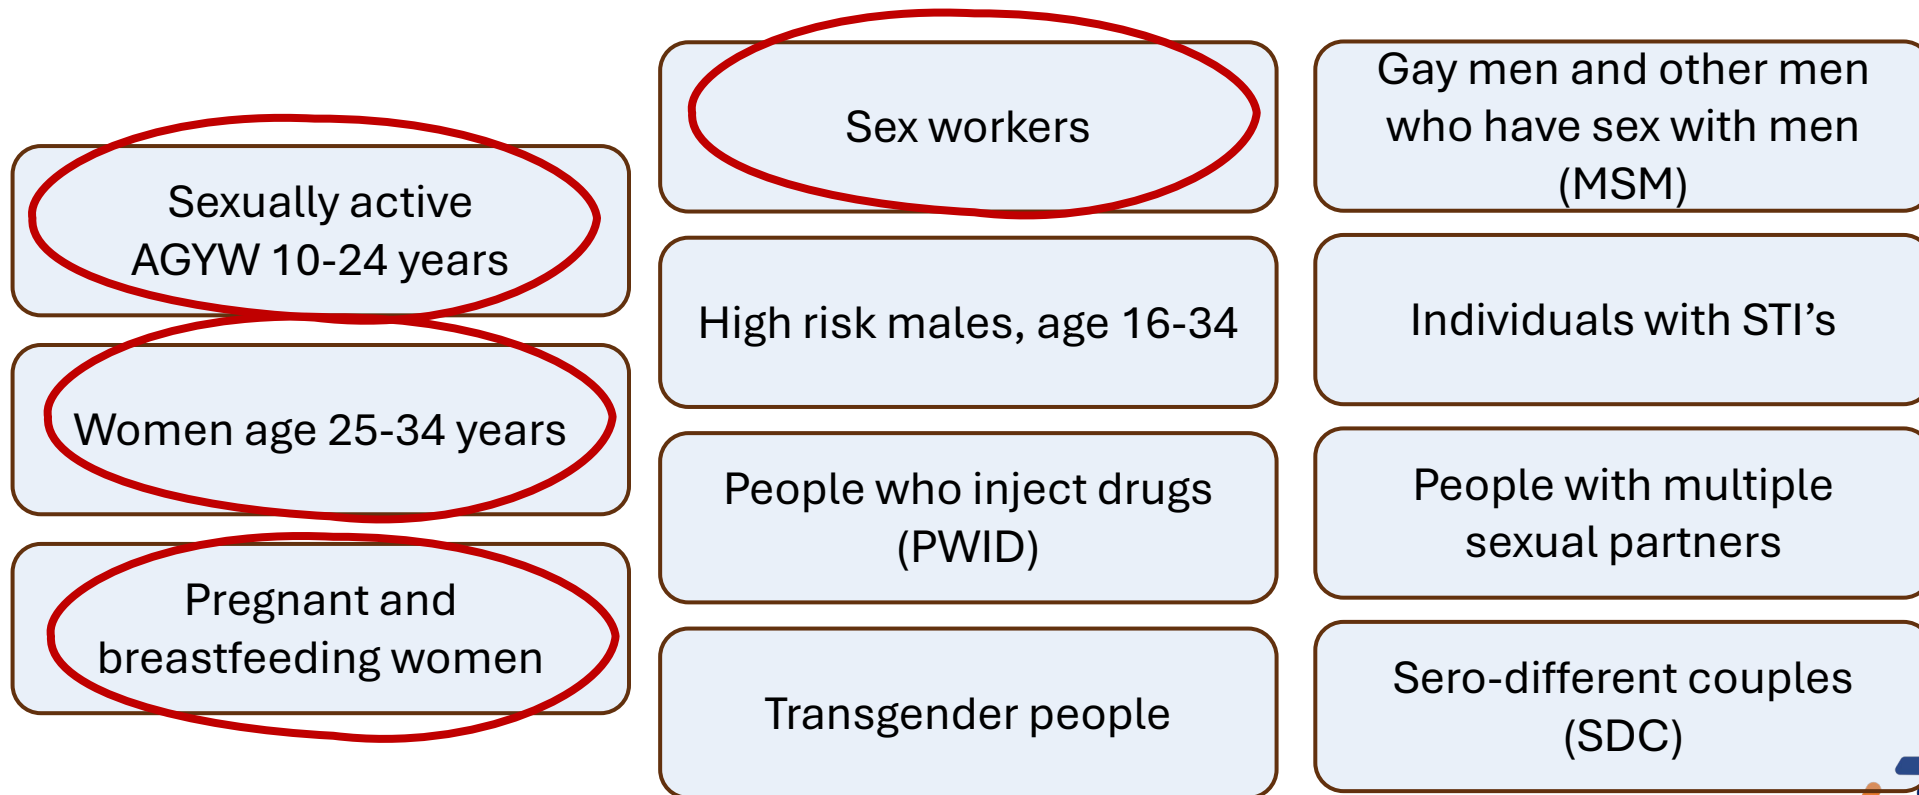 Sexually active
AGYW 10-24 years
Women age 25-34 years
Pregnant and
breastfeeding women
Sex workers
High risk males, age 16-34
People who inject drugs
(PWID)
Transgender people
Gay men and other men
who have sex with men
(MSM)
Individuals with STI’s
People with multiple
sexual partners
Sero-different couples
(SDC)